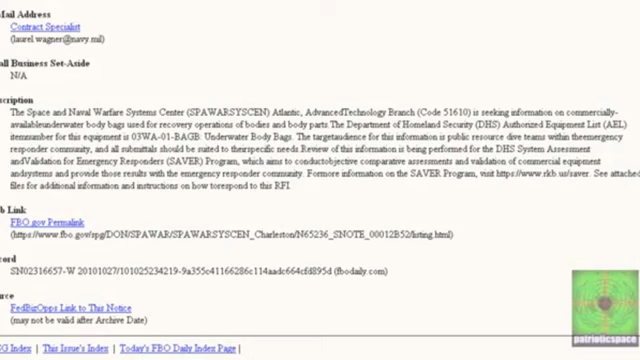 Mail Address
Contract Specialist
(laurel.wagner@navy.mil)
all Business Set-Aside
N/A
scription
The Space and Naval Warfare Systems Center (SPAWARSYSCEN) Atlantic, AdvancedTechnology Branch (Code 51610) is seeking information on commercially-
availableunderwater body bags used for recovery operations of bodies and body parts.The Department of Homeland Security (DHS) Authorized Equipment List (AEL)
itemnumber for this equipment is 03WA-01-BAGB: Underwater Body Bags. The targetaudience for this information is public resource dive teams within theemergency
responder community, and all submittals should be suited to theirspecific needs.Review of this information is being performed for the DHS System Assessment
andValidation for Emergency Responders (SAVER) Program, which aims to conductobjective comparative assessments and validation of commercial equipment
andsystems and provide those results with the emergency responder community. Formore information on the SAVER Program, visit https://www.rkb.us/saver. See attached
files for additional information and instructions on how torespond to this RFI.
b Link
FBO.gov Permalink
(https://www.fbo.gov/spg/DON/SPAWAR/SPAWARSYSCEN_Charleston/N65236_SNOTE_00012B52/listing.html)
cord
SN02316657-W 20101027/101025234219-9a355c41166286c114aadc664cfd895d (fbodaily.com)
urce
FedBizOpps Link to This Notice
(may not be valid after Archive Date)
G Index | This Issue's Index | Today's FBO Daily Index Page |
patrioticspace